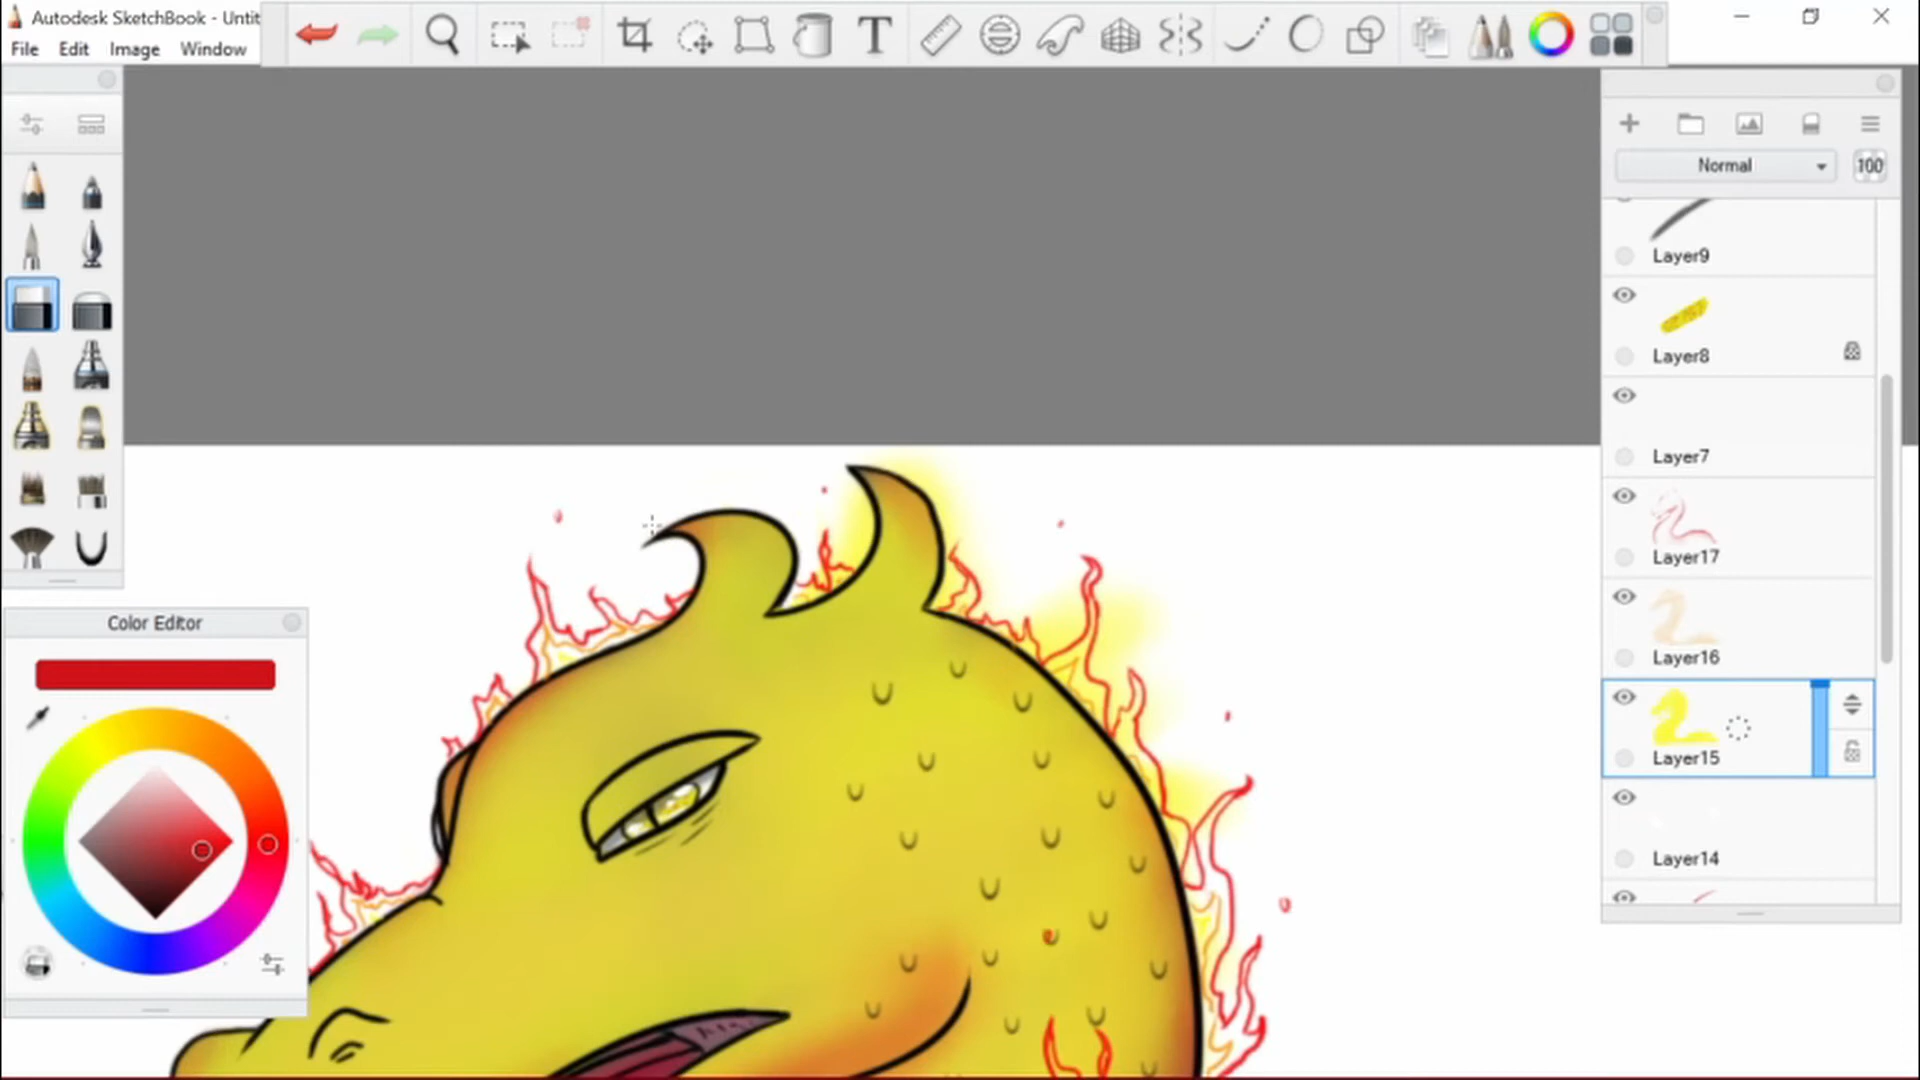 Autodesk SketchBook - Untit
File Edit Image Window
T
Normal
100
Layer9
Layer8
Layer7
Layer17
Layer16
Layer15
Layer14
Color Editor